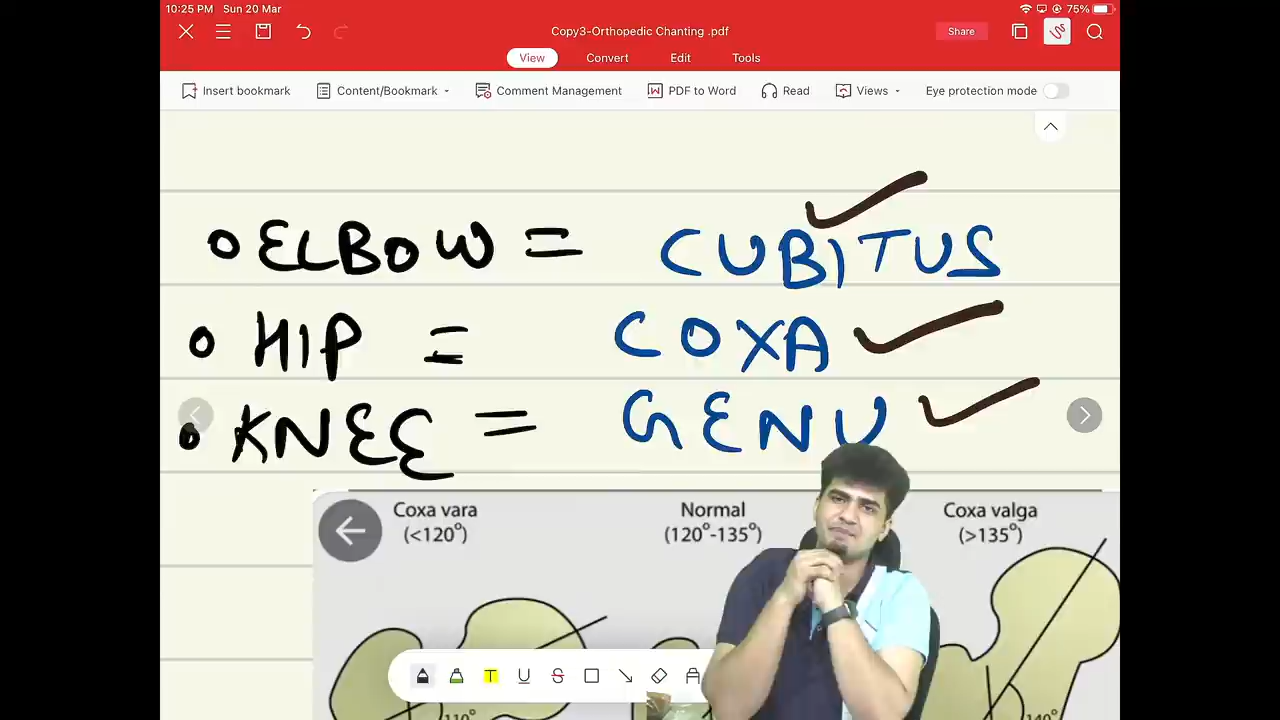 10:25 PM Sun 20 Mar 75%
Copy3-Orthopedic Chanting .pdf
Share
View Convert Edit Tools
Insert bookmark Content/Bookmark Comment Management PDF to Word Read Views Eye protection mode
ELBOW = CUBITUS
HIP = COXA
KNEE = GENU
Coxa vara Normal Coxa valga
(<120°) (120°-135°) (>135°)
T U S
110° 140°